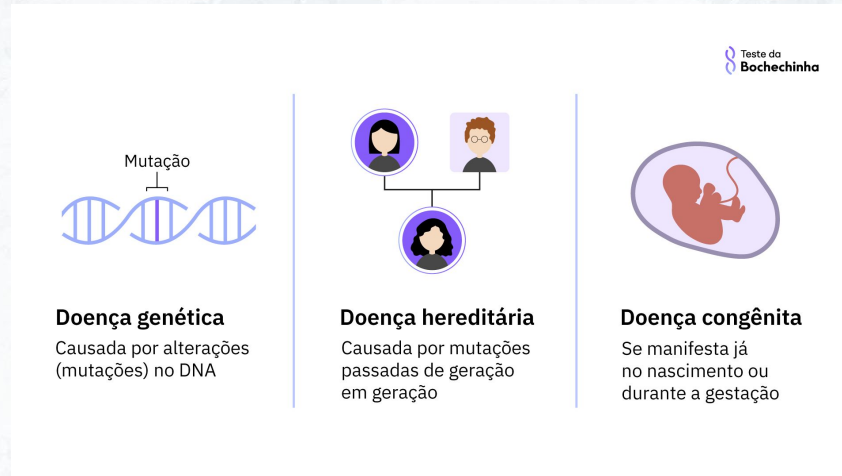 Teste da
Bochechinha
Mutação
Doença genética
Causada por alterações
(mutações) no DNA
Doença hereditária
Causada por mutações
passadas de geração
em geração
Doença congênita
Se manifesta já
no nascimento ou
durante a gestação